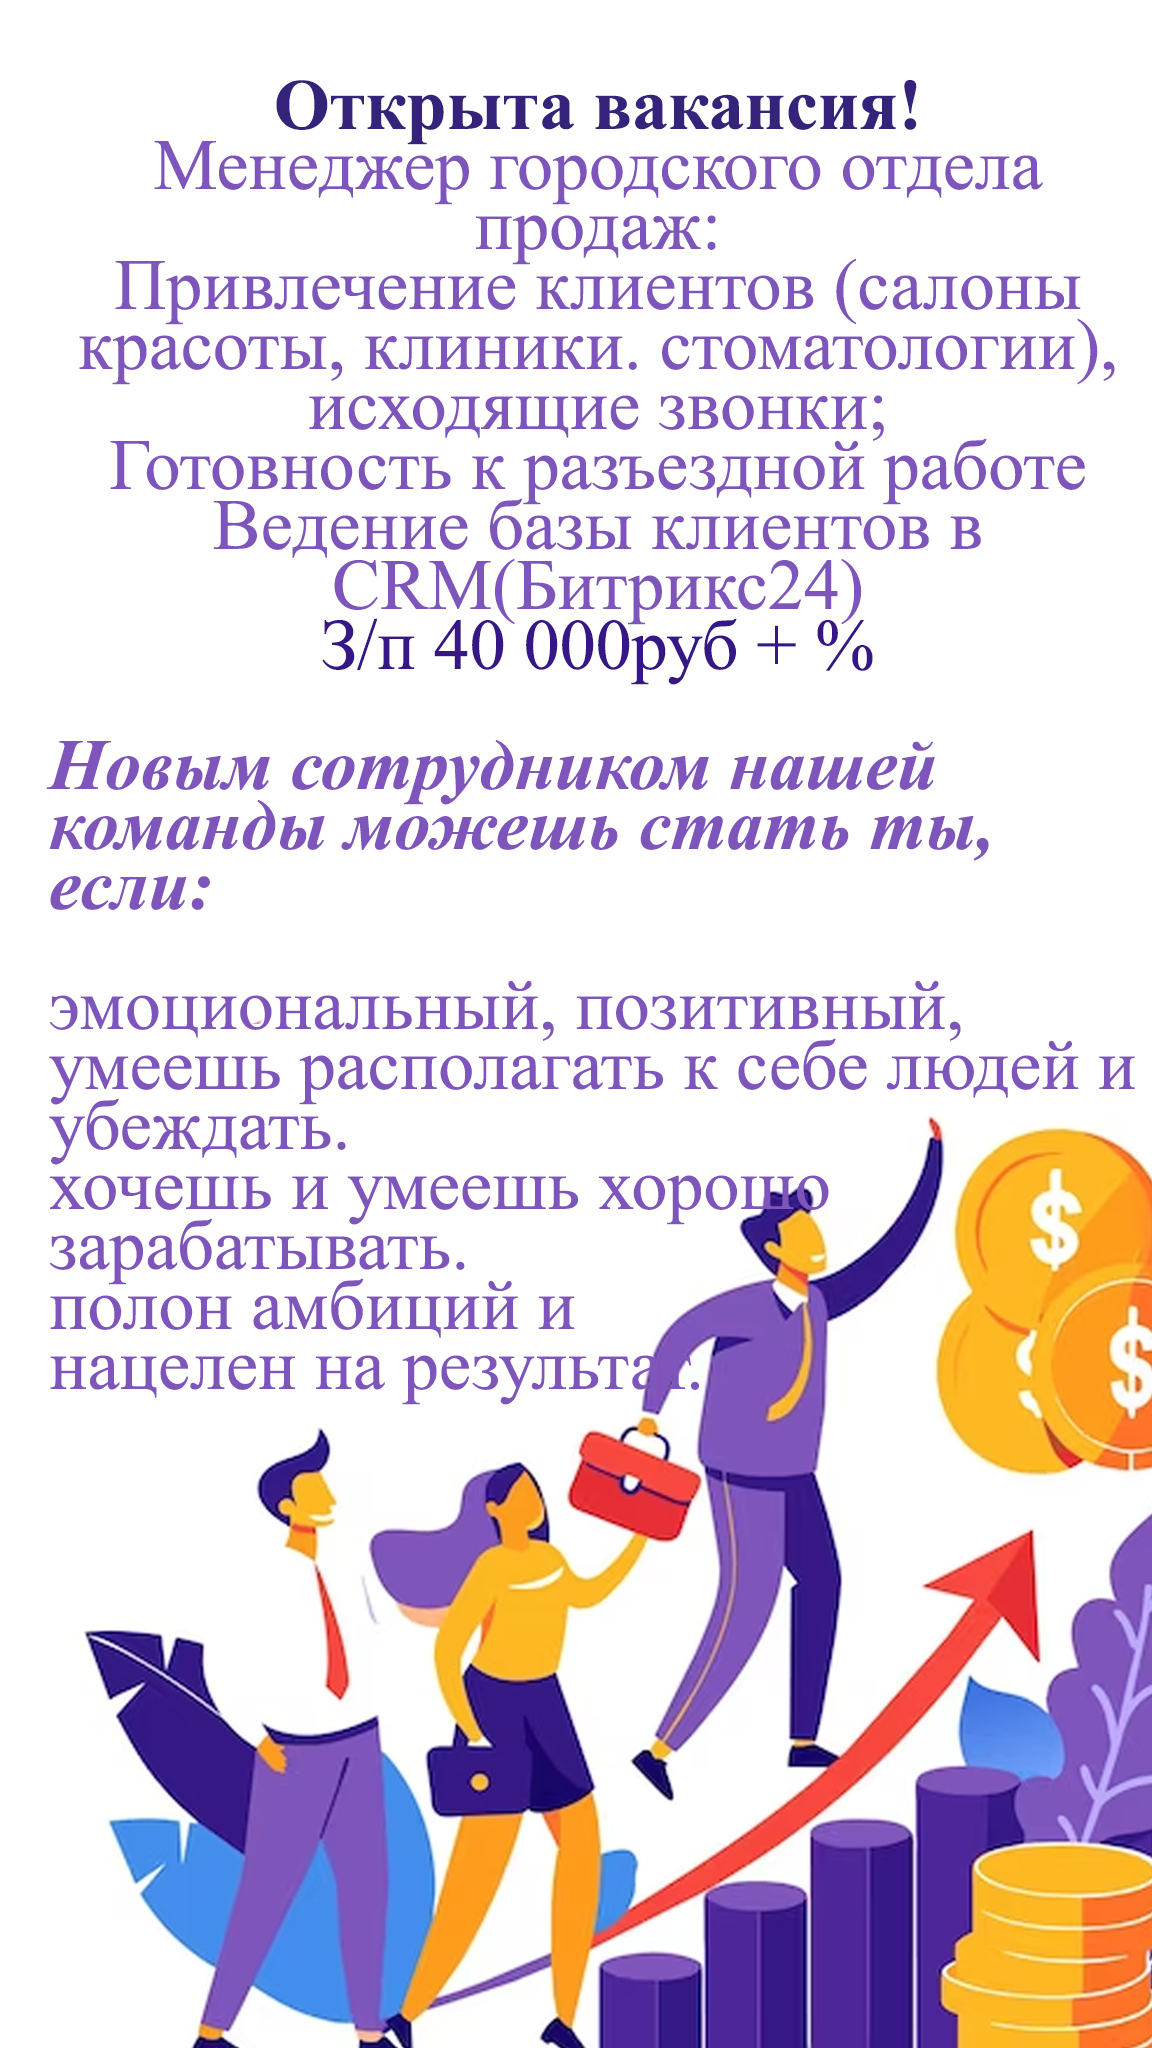 Открыта вакансия!
Менеджер городского отдела
продаж:
Привлечение клиентов (салоны
красоты, клиники. стоматологии),
исходящие звонки;
Готовность к разъездной работе
Ведение базы клиентов в
CRM(Битрикс24)
З/п 40 000руб + %
Новым сотрудником нашей
команды можешь стать ты,
если:
эмоциональный, позитивный,
умеешь располагать к себе людей и
убеждать.
хочешь и умеешь хорошо
зарабатывать.
полон амбиций и
нацелен на результат.
$
$
$